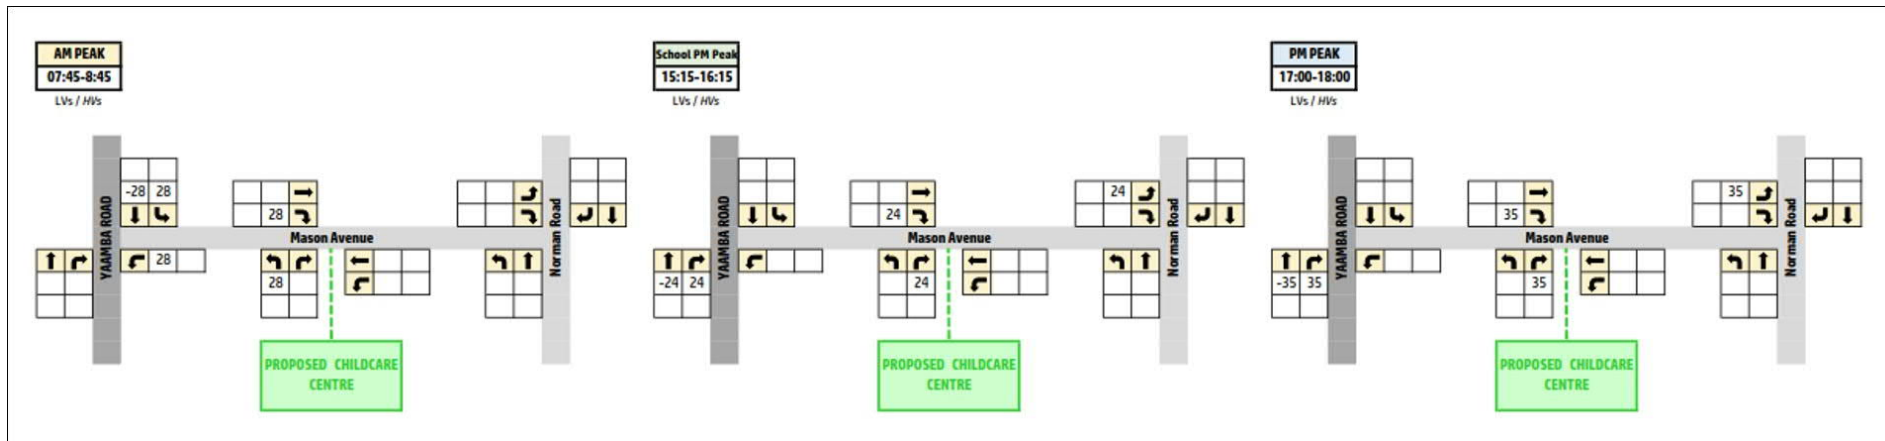 AM PEAK
07:45-8:45
LVs / HVs
YAAMBA ROAD
-28 28
28
28
28
Mason Avenue
Norman Road
PROPOSED CHILDCARE
CENTRE
School PM Peak
15:15-16:15
LVs / HVs
YAAMBA ROAD
-24 24
24
24
24
Mason Avenue
Norman Road
PROPOSED CHILDCARE
CENTRE
PM PEAK
17:00-18:00
LVs / HVs
YAAMBA ROAD
-35 35
35
35
35
Mason Avenue
Norman Road
PROPOSED CHILDCARE
CENTRE